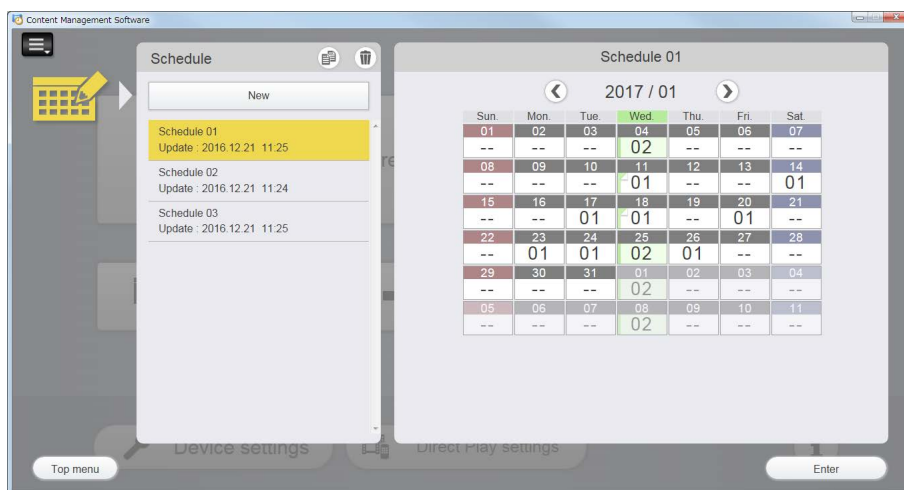 Content Management Software
Schedule
New
Schedule 01
Update : 2016.12.21 11:25
Schedule 02
Update : 2016.12.21 11:24
Schedule 03
Update : 2016.12.21 11:25
Schedule 01
2017 / 01
Sun. Mon. Tue. Wed. Thu. Fri. Sat.
01 02 03 04 05 06 07
-- -- -- 02 -- -- --
08 09 10 11 12 13 14
-- -- -- 01 -- -- 01
15 16 17 18 19 20 21
-- -- 01 01 -- 01 --
22 23 24 25 26 27 28
-- 01 01 02 01 -- --
29 30 31 01 02 03 04
-- -- -- 02 -- -- --
05 06 07 08 09 10 11
-- -- -- 02 -- -- --
re
Device settings
Direct Play settings
Top menu
Enter